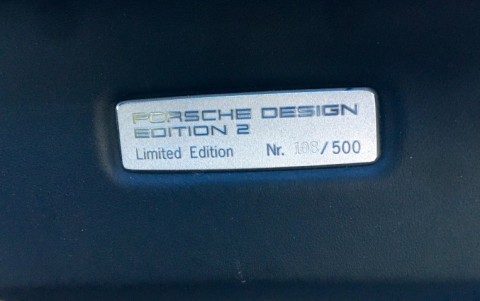 PORSCHE DESIGN
EDITION 2
Limited Edition Nr. 108/500